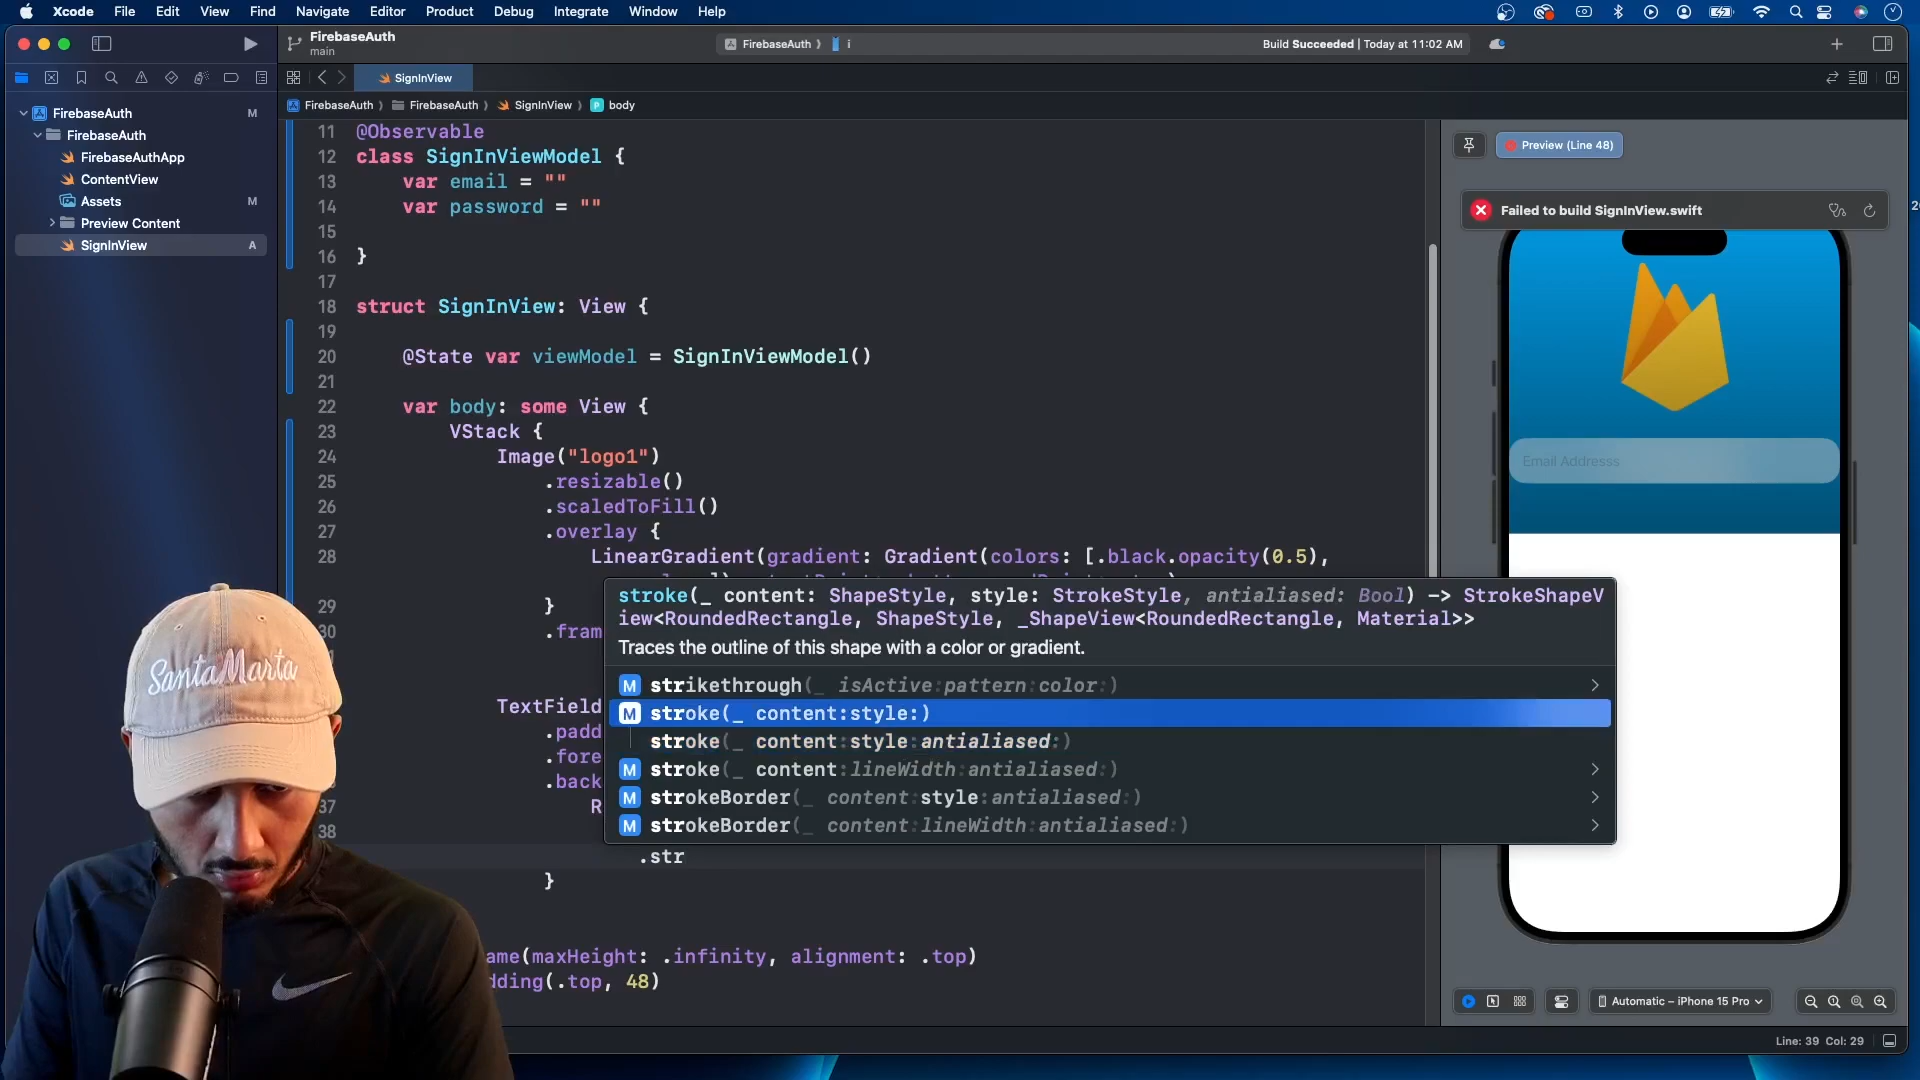 Xcode File Edit View Find Navigate Editor Product Debug Integrate Window Help
FirebaseAuth
main
FirebaseAuth ⟩ i
Build Succeeded | Today at 11:02 AM
SignInView
FirebaseAuth ⟩ FirebaseAuth ⟩ SignInView ⟩ P body
FirebaseAuth M
FirebaseAuth
FirebaseAuthApp
ContentView
Assets M
Preview Content
SignInView A
11 @Observable
12 class SignInViewModel {
13 var email = ""
14 var password = ""
15
16 }
17
18 struct SignInView: View {
19
20 @State var viewModel = SignInViewModel()
21
22 var body: some View {
23 VStack {
24 Image("logo1")
25 .resizable()
26 .scaledToFill()
27 .overlay {
28 LinearGradient(gradient: Gradient(colors: [.black.opacity(0.5),
29 }
30 .fram
TextField
.padd
.fore
.back
37 R
38
stroke(_ content: ShapeStyle, style: StrokeStyle, antialiased: Bool) -> StrokeShapeV
iew<RoundedRectangle, ShapeStyle, _ShapeView<RoundedRectangle, Material>>
Traces the outline of this shape with a color or gradient.
M strikethrough(_ isActive:pattern:color:)
M stroke(_ content:style:)
stroke(_ content:style:antialiased:)
M stroke(_ content:lineWidth:antialiased:)
M strokeBorder(_ content:style:antialiased:)
M strokeBorder(_ content:lineWidth:antialiased:)
.str
}
ame(maxHeight: .infinity, alignment: .top)
dding(.top, 48)
Preview (Line 48)
Failed to build SignInView.swift
Email Addresss
Automatic – iPhone 15 Pro
Line: 39 Col: 29
Santa Marta